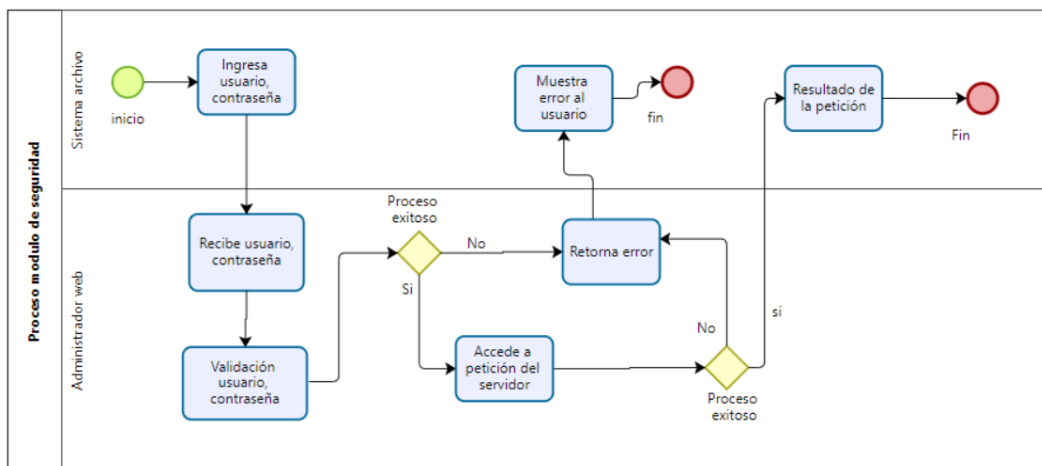 Proceso modulo de seguridad
Sistema archivo
inicio
Ingresa
usuario,
contraseña
Muestra
error al
usuario
fin
Resultado de
la petición
Fin
Administrador web
Recibe usuario,
contraseña
Validación
usuario,
contraseña
Proceso
exitoso
No
Si
Retorna error
Accede a
petición del
servidor
No
si
Proceso
exitoso